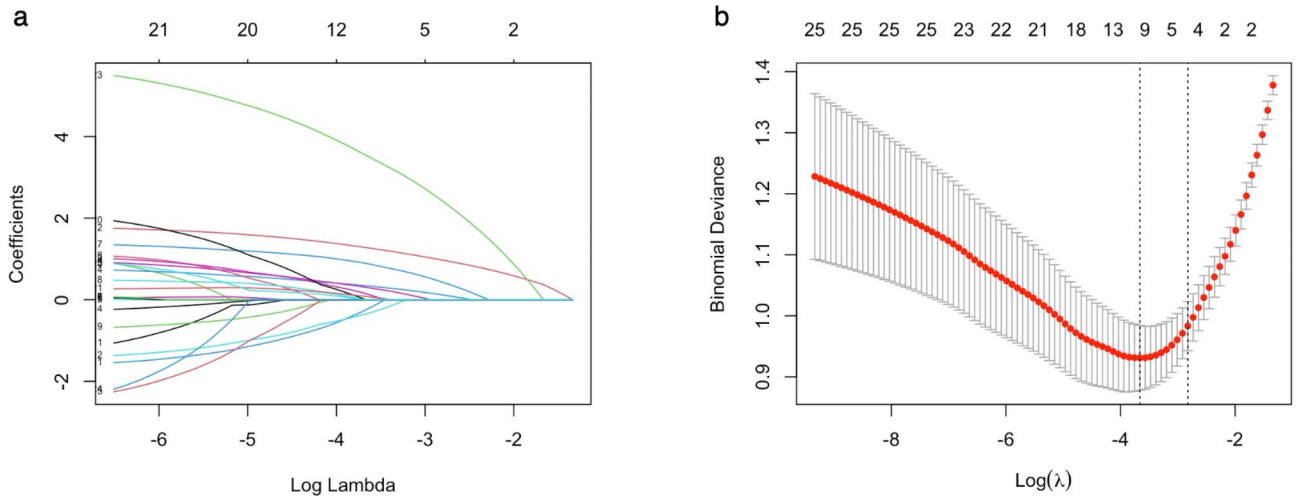 a
21 20 12 5 2
4
2
0
-2
Coefficients
-6 -5 -4 -3 -2
Log Lambda
b
25 25 25 25 23 22 21 18 13 9 5 4 2 2
1.4
1.3
1.2
1.1
1.0
0.9
Binomial Deviance
-8 -6 -4 -2
Log(λ)